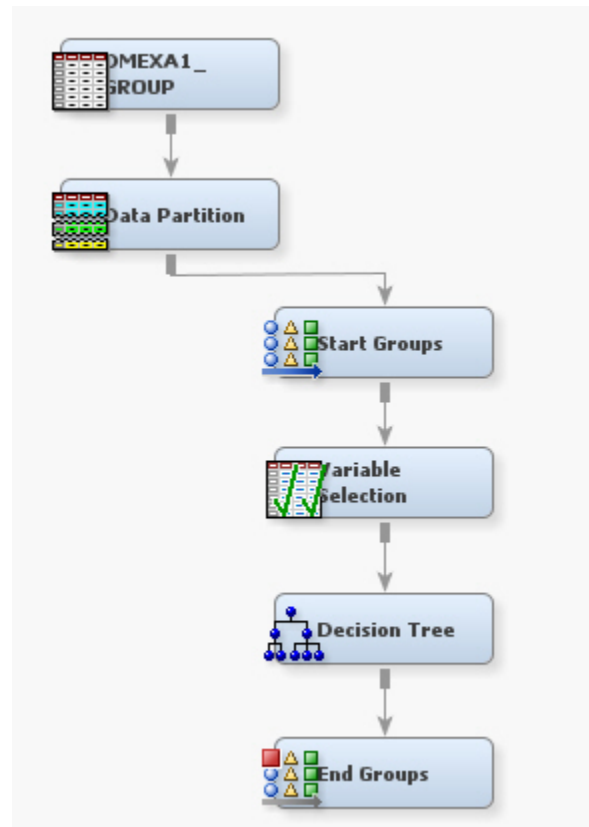 DMEXA1_
GROUP
Data Partition
Start Groups
Variable
Selection
Decision Tree
End Groups